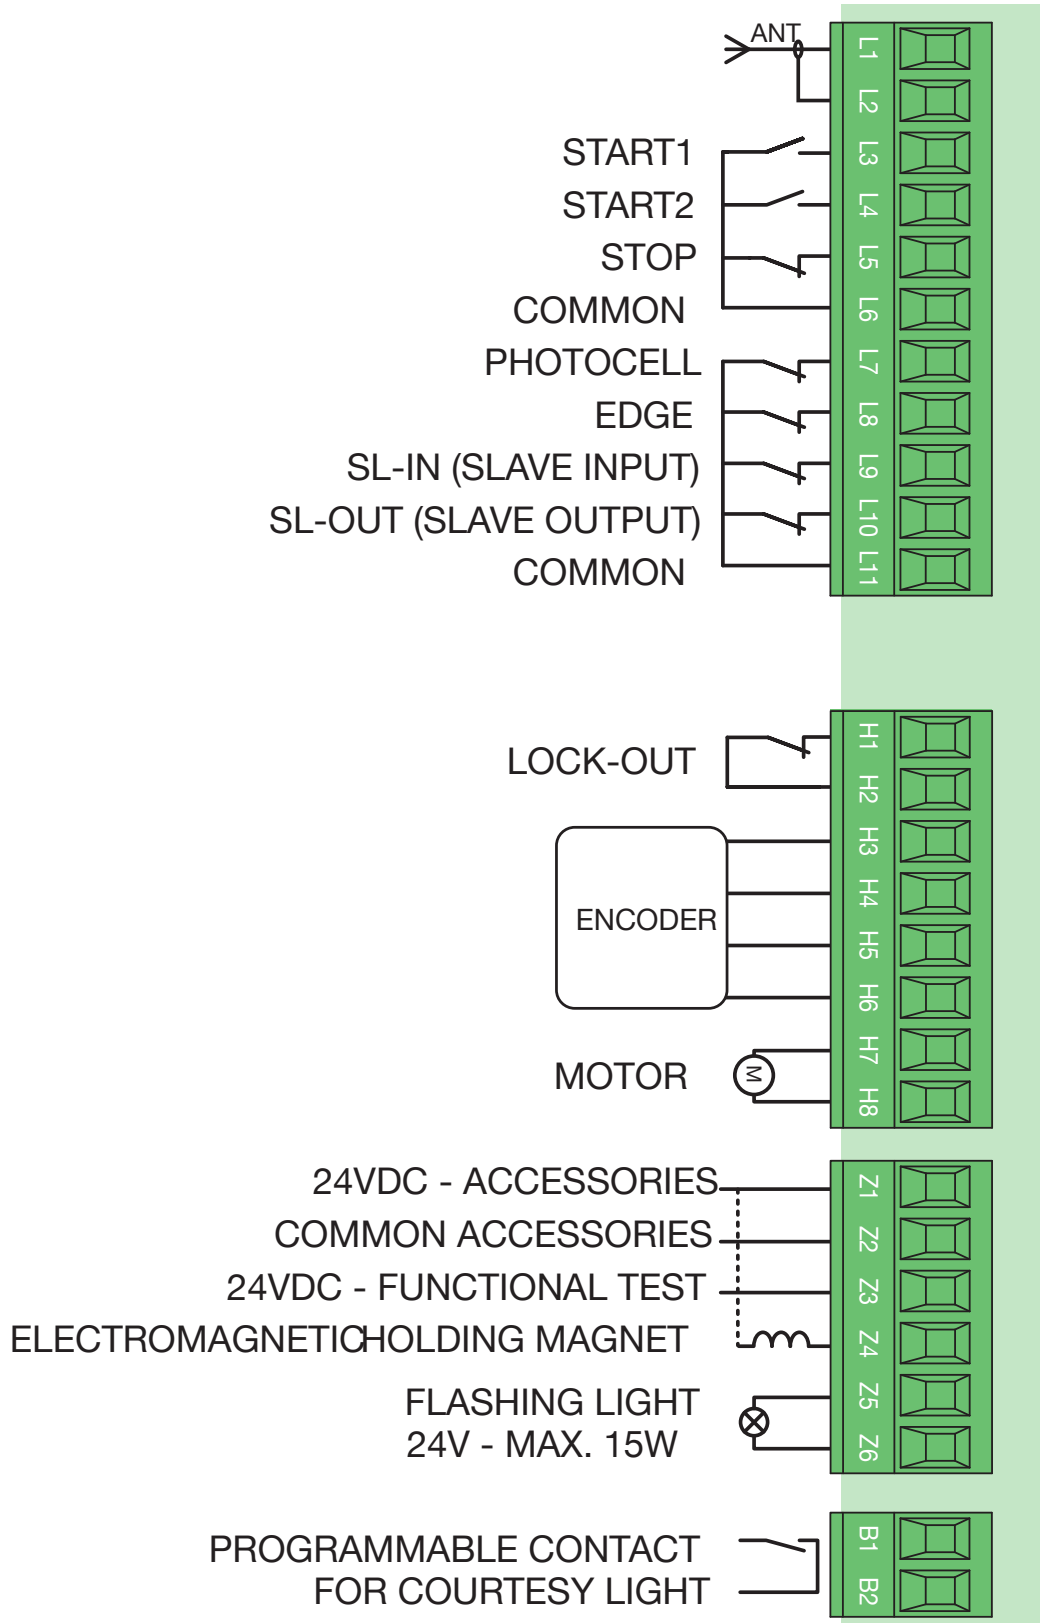 ANT
L1
L2
START1
L3
START2
L4
STOP
L5
COMMON
L6
PHOTOCELL
L7
EDGE
L8
SL-IN (SLAVE INPUT)
L9
SL-OUT (SLAVE OUTPUT)
L10
COMMON
L11
LOCK-OUT
H1
H2
ENCODER
H3
H4
H5
H6
MOTOR
M
H7
H8
24VDC - ACCESSORIES
Z1
COMMON ACCESSORIES
Z2
24VDC - FUNCTIONAL TEST
Z3
ELECTROMAGNETIC HOLDING MAGNET
Z4
FLASHING LIGHT
24V - MAX. 15W
Z5
Z6
PROGRAMMABLE CONTACT
FOR COURTESY LIGHT
B1
B2